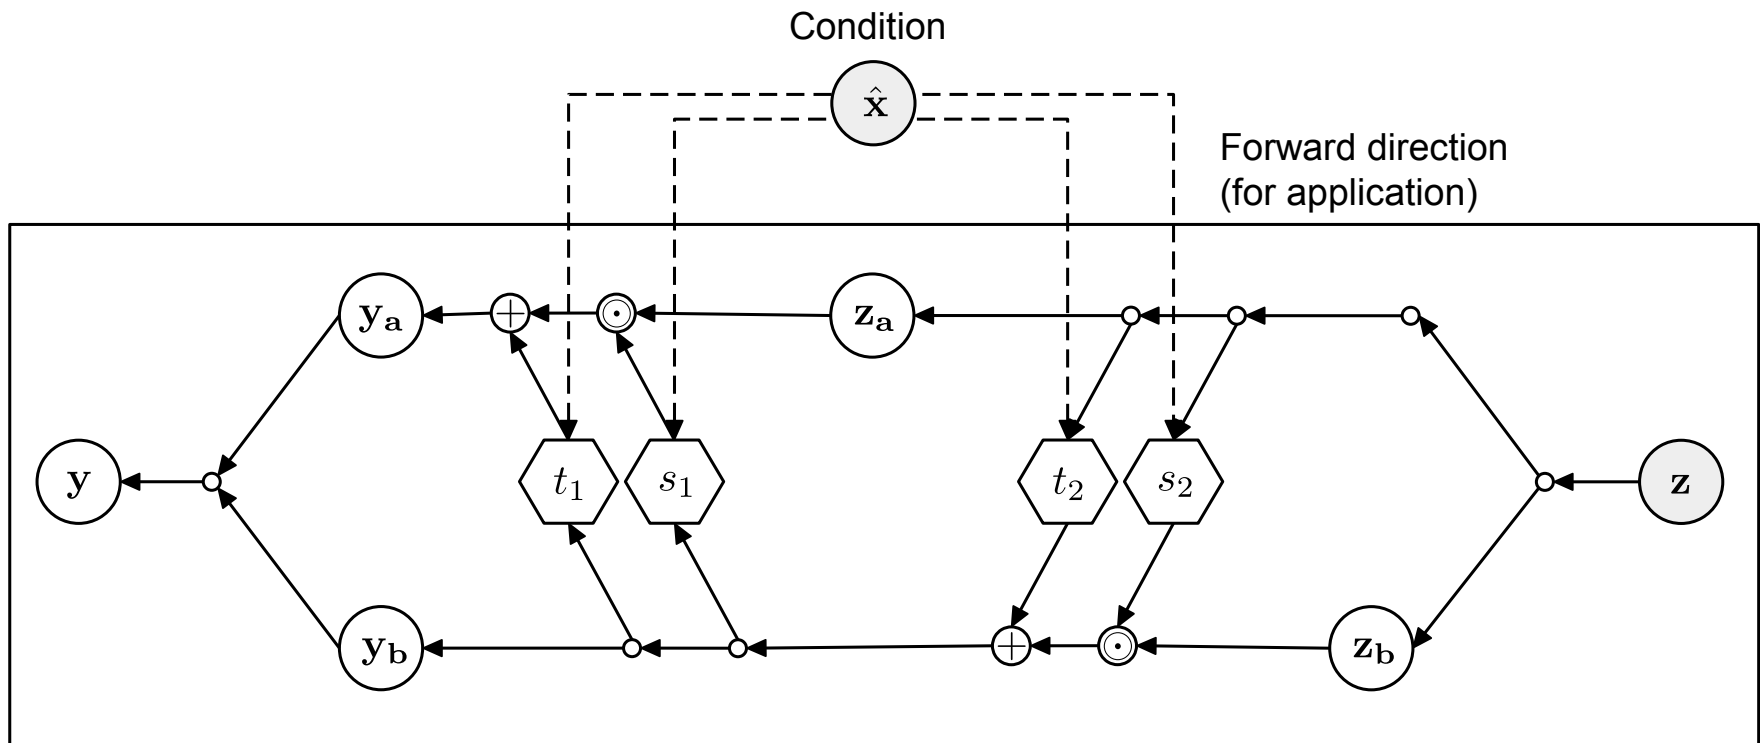 Condition
x̂
Forward direction
(for application)
y_a
+
⊙
z_a
y
t_1
s_1
t_2
s_2
z
y_b
+
⊙
z_b